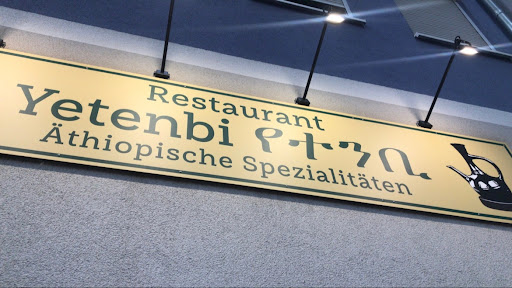 Restaurant
Yetenbi የተንቢ
Äthiopische Spezialitäten